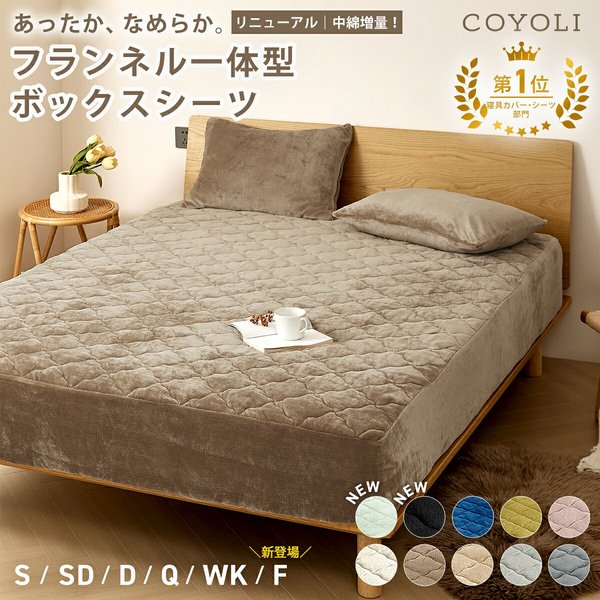 あったか、なめらか。
リニューアル｜中綿増量！
フランネル一体型
ボックスシーツ
COYOLI
第1位
寝具カバー・シーツ
部門
NEW
NEW
新登場
S / SD / D / Q / WK / F